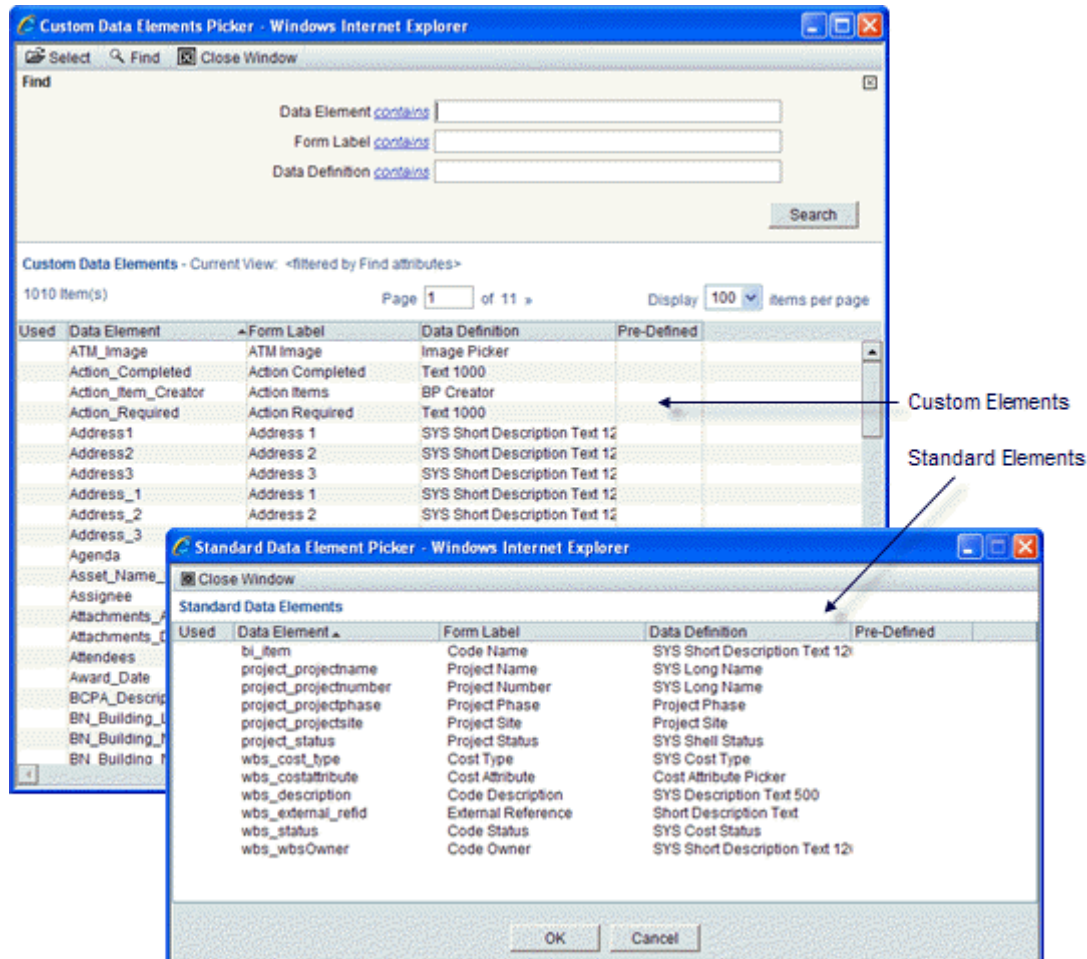 Custom Data Elements Picker - Windows Internet Explorer
Select Find Close Window
Find
Data Element contains
Form Label contains
Data Definition contains
Search
Custom Data Elements - Current View: <filtered by Find attributes>
1010 Item(s) Page 1 of 11 » Display 100 items per page
Used Data Element Form Label Data Definition Pre-Defined
ATM_Image ATM Image Image Picker
Action_Completed Action Completed Text 1000
Action_Item_Creator Action Items BP Creator
Action_Required Action Required Text 1000
Address1 Address 1 SYS Short Description Text 12
Address2 Address 2 SYS Short Description Text 12
Address3 Address 3 SYS Short Description Text 12
Address_1 Address 1 SYS Short Description Text 12
Address_2 Address 2 SYS Short Description Text 12
Address_3
Agenda
Asset_Name_
Assignee
Attachments_
Attachments_
Attendees
Award_Date
BCPA_Descrip
BN_Building_
BN_Building_
BN_Building_
Custom Elements
Standard Elements
Standard Data Element Picker - Windows Internet Explorer
Close Window
Standard Data Elements
Used Data Element Form Label Data Definition Pre-Defined
bi_item Code Name SYS Short Description Text 120
project_projectname Project Name SYS Long Name
project_projectnumber Project Number SYS Long Name
project_projectphase Project Phase Project Phase
project_projectsite Project Site Project Site
project_status Project Status SYS Shell Status
wbs_cost_type Cost Type SYS Cost Type
wbs_costattribute Cost Attribute Cost Attribute Picker
wbs_description Code Description SYS Description Text 500
wbs_external_refid External Reference Short Description Text
wbs_status Code Status SYS Cost Status
wbs_wbsOwner Code Owner SYS Short Description Text 12
OK Cancel